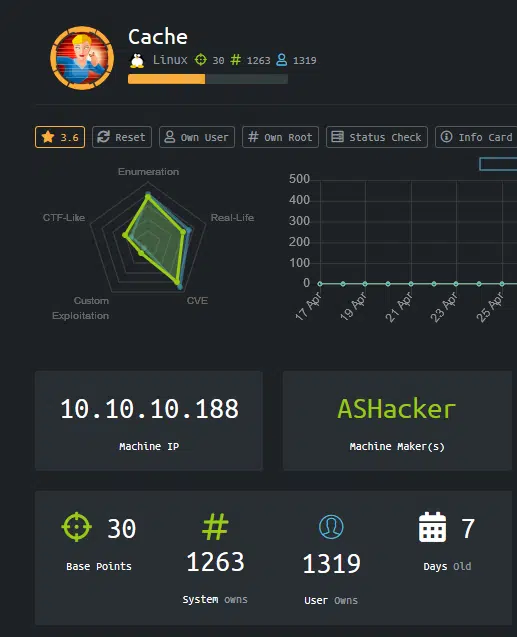 Cache
Linux 30 # 1263 1319
3.6 Reset Own User # Own Root Status Check Info Card
Enumeration
CTF-Like Real-Life
Custom Exploitation CVE
500
400
300
200
100
0
17 Apr 19 Apr 21 Apr 23 Apr 25 Apr
10.10.10.188
Machine IP
ASHacker
Machine Maker(s)
30
Base Points
# 1263
System owns
1319
User Owns
7
Days Old